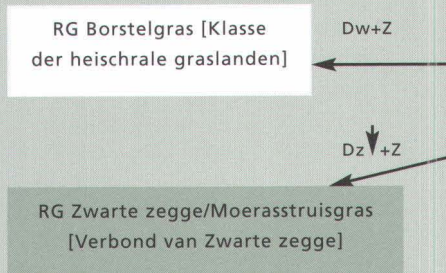 RG Borstelgras [Klasse
der heischrale graslanden]
Dw+Z
Dz +Z
RG Zwarte zegge/Moerasstruisgras
[Verbond van Zwarte zegge]